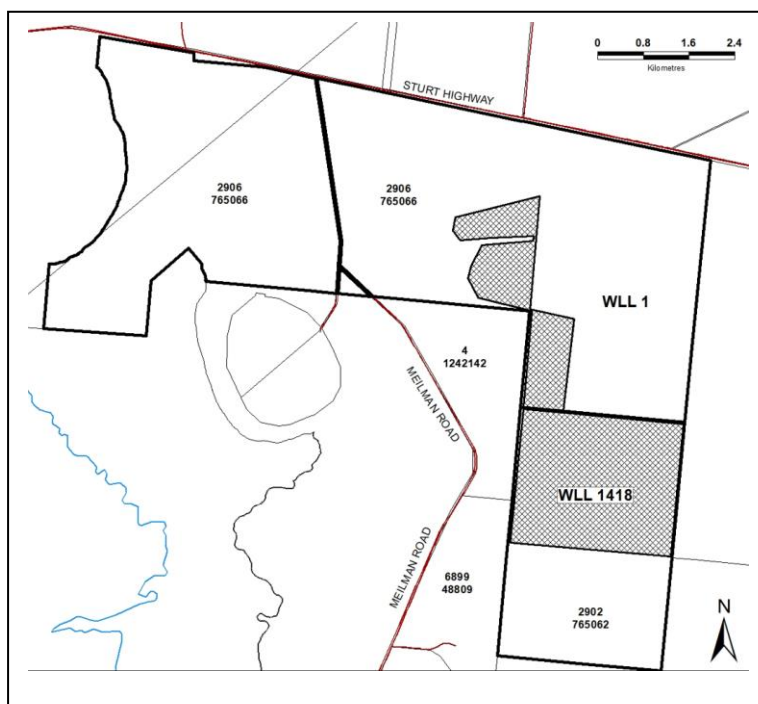 0 0.8 1.6 2.4
Kilometres
STURT HIGHWAY
2906
765066
2906
765066
WLL 1
4
1242142
MEILMAN ROAD
WLL 1418
MEILMAN ROAD
6899
48809
2902
765062
N